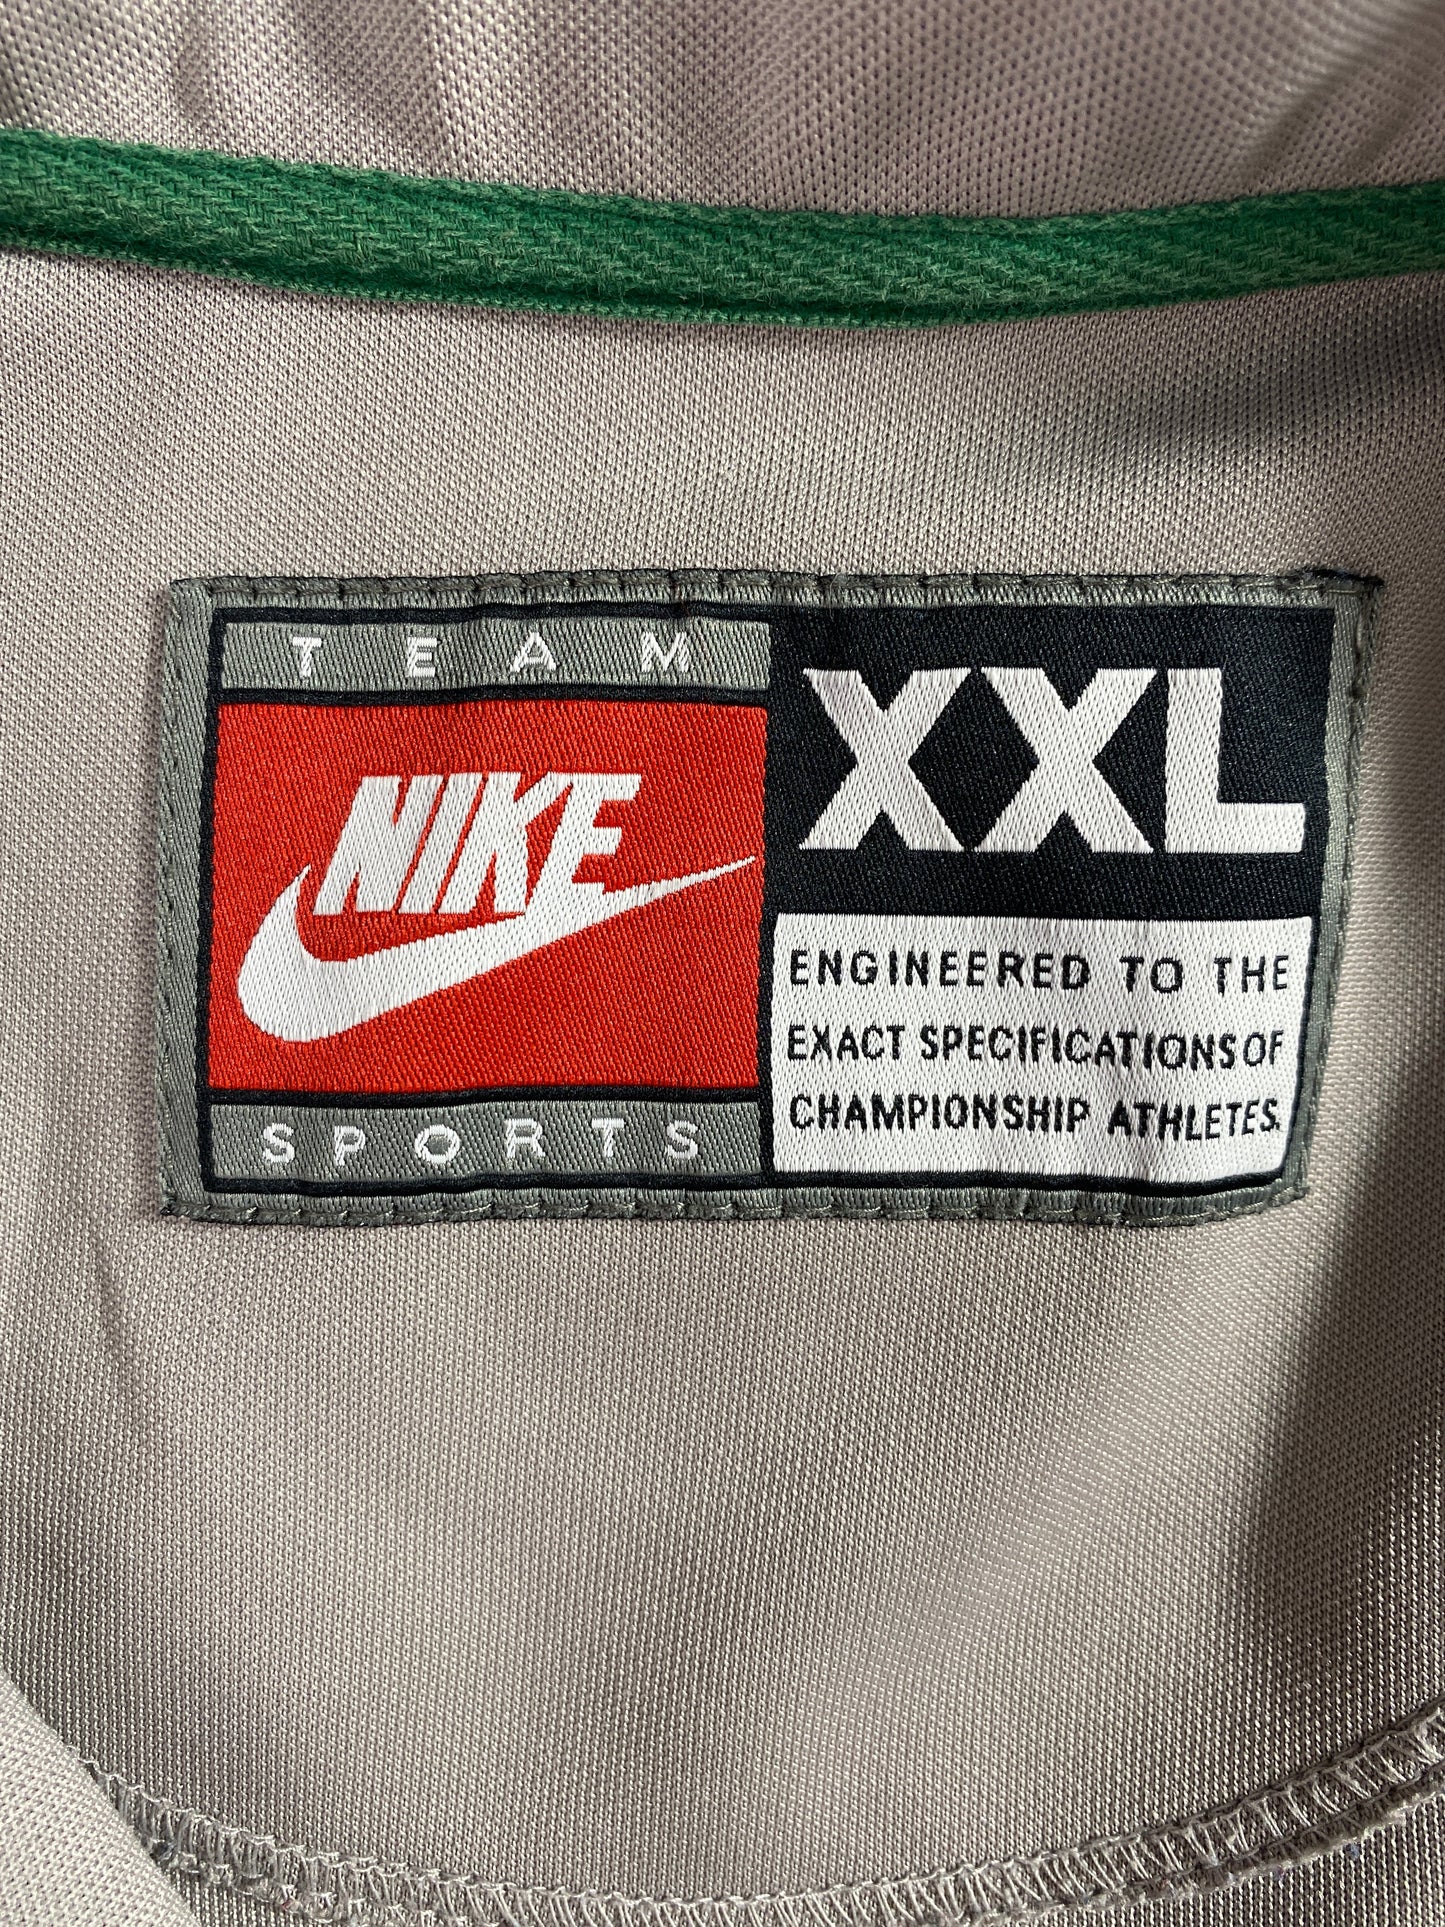 TEAM
NIKE
SPORTS
XXL
ENGINEERED TO THE
EXACT SPECIFICATIONS OF
CHAMPIONSHIP ATHLETES.